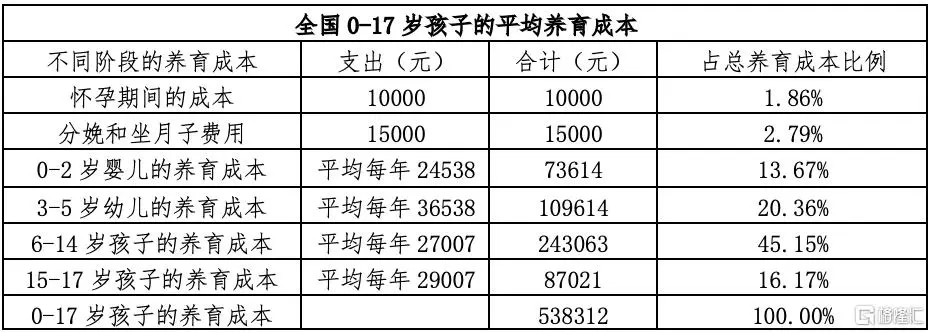 全国 0-17 岁孩子的平均养育成本
不同阶段的养育成本 支出（元） 合计（元） 占总养育成本比例
怀孕期间的成本 10000 10000 1.86%
分娩和坐月子费用 15000 15000 2.79%
0-2 岁婴儿的养育成本 平均每年 24538 73614 13.67%
3-5 岁幼儿的养育成本 平均每年 36538 109614 20.36%
6-14 岁孩子的养育成本 平均每年 27007 243063 45.15%
15-17 岁孩子的养育成本 平均每年 29007 87021 16.17%
0-17 岁孩子的养育成本 538312 100.00%
格隆汇